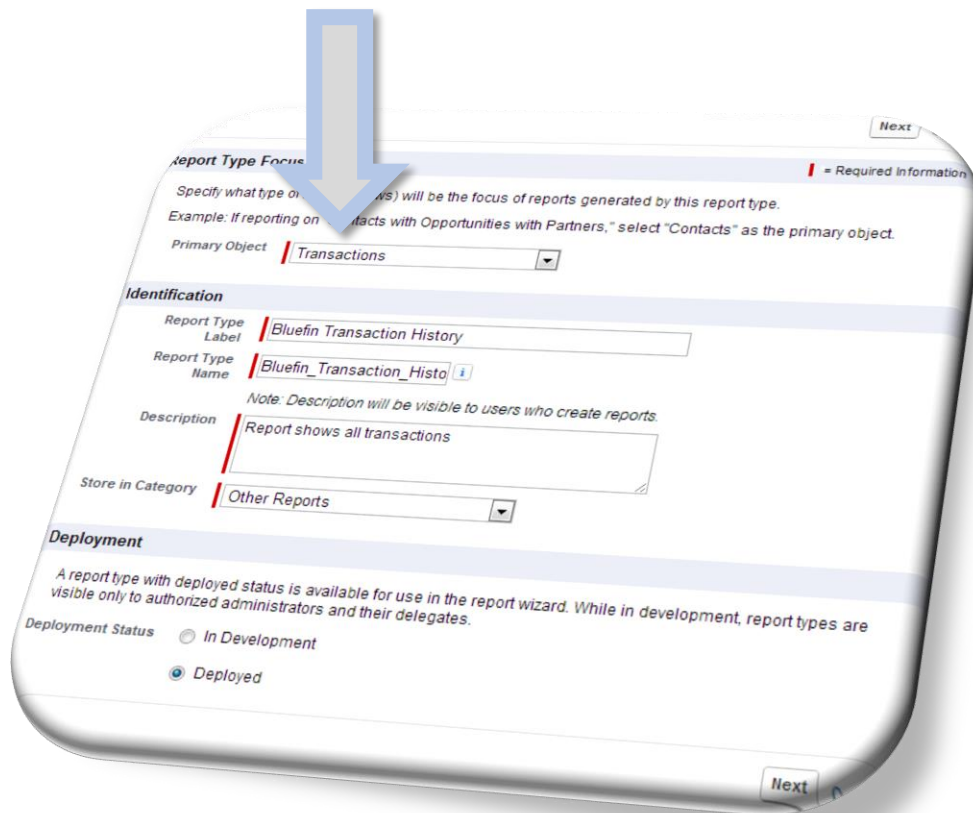 Next
Report Type Focus
= Required Information
Specify what type of ws) will be the focus of reports generated by this report type.
Example: If reporting on "Contacts with Opportunities with Partners," select "Contacts" as the primary object.
Primary Object
Transactions
Identification
Report Type Label
Bluefin Transaction History
Report Type Name
Bluefin_Transaction_Histo
i
Note: Description will be visible to users who create reports.
Description
Report shows all transactions
Store in Category
Other Reports
Deployment
A report type with deployed status is available for use in the report wizard. While in development, report types are
visible only to authorized administrators and their delegates.
Deployment Status
In Development
Deployed
Next